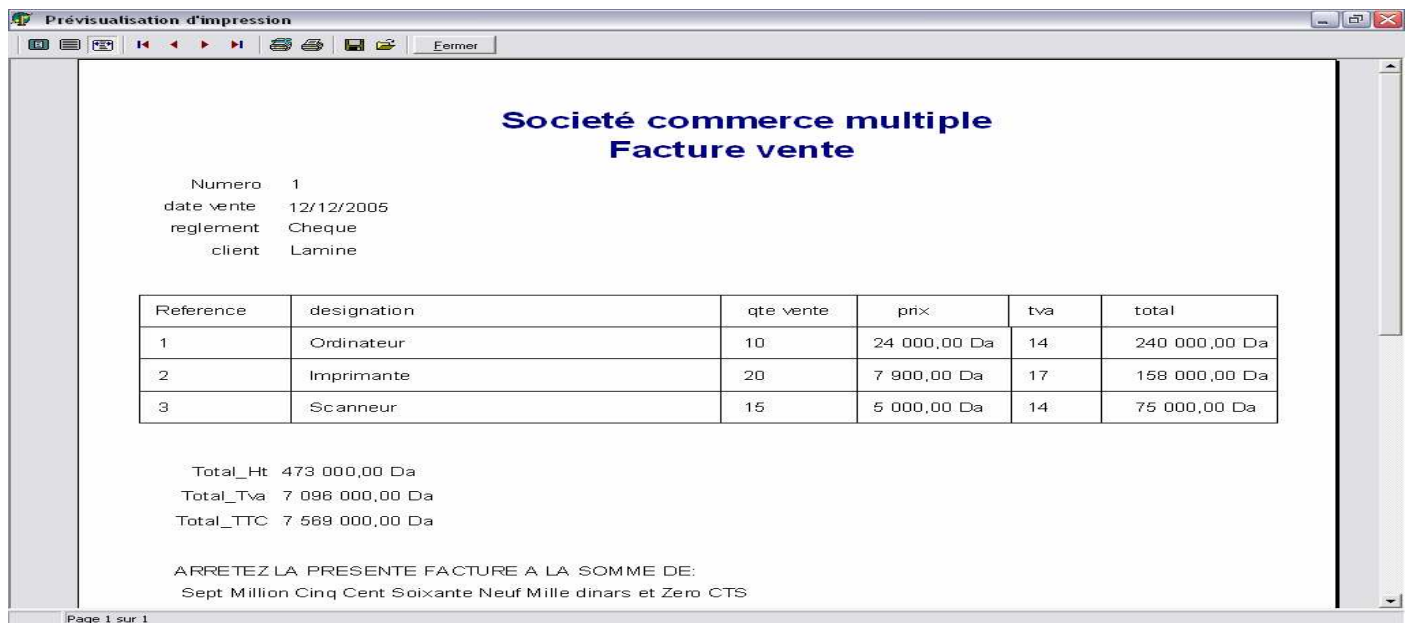 Prévisualisation d'impression
Fermer
Societé commerce multiple
Facture vente
Numero 1
date vente 12/12/2005
reglement Cheque
client Lamine
Reference designation qte vente prix tva total
1 Ordinateur 10 24 000,00 Da 14 240 000,00 Da
2 Imprimante 20 7 900,00 Da 17 158 000,00 Da
3 Scanneur 15 5 000,00 Da 14 75 000,00 Da
Total_Ht 473 000,00 Da
Total_Tva 7 096 000,00 Da
Total_TTC 7 569 000,00 Da
ARRETEZ LA PRESENTE FACTURE A LA SOMME DE:
Sept Million Cinq Cent Soixante Neuf Mille dinars et Zero CTS
Page 1 sur 1